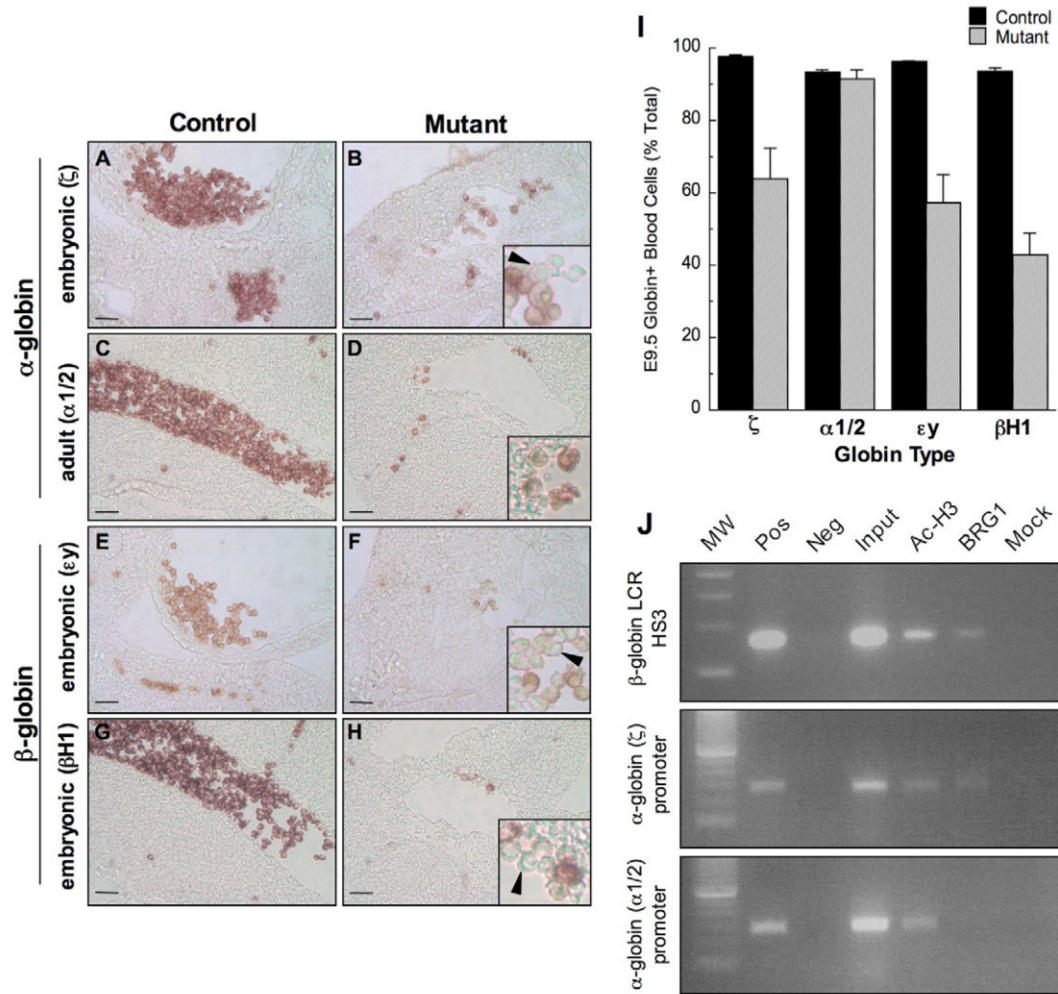 Control
Mutant
α-globin
β-globin
embryonic (ζ)
adult (α1/2)
embryonic (εy)
embryonic (βH1)
A
B
C
D
E
F
G
H
I
Control
Mutant
E9.5 Globin+ Blood Cells (% Total)
100
80
60
40
20
0
ζ
α1/2
εy
βH1
Globin Type
J
MW
Pos
Neg
Input
Ac-H3
BRG1
Mock
β-globin LCR
HS3
α-globin (ζ)
promoter
α-globin (α1/2)
promoter